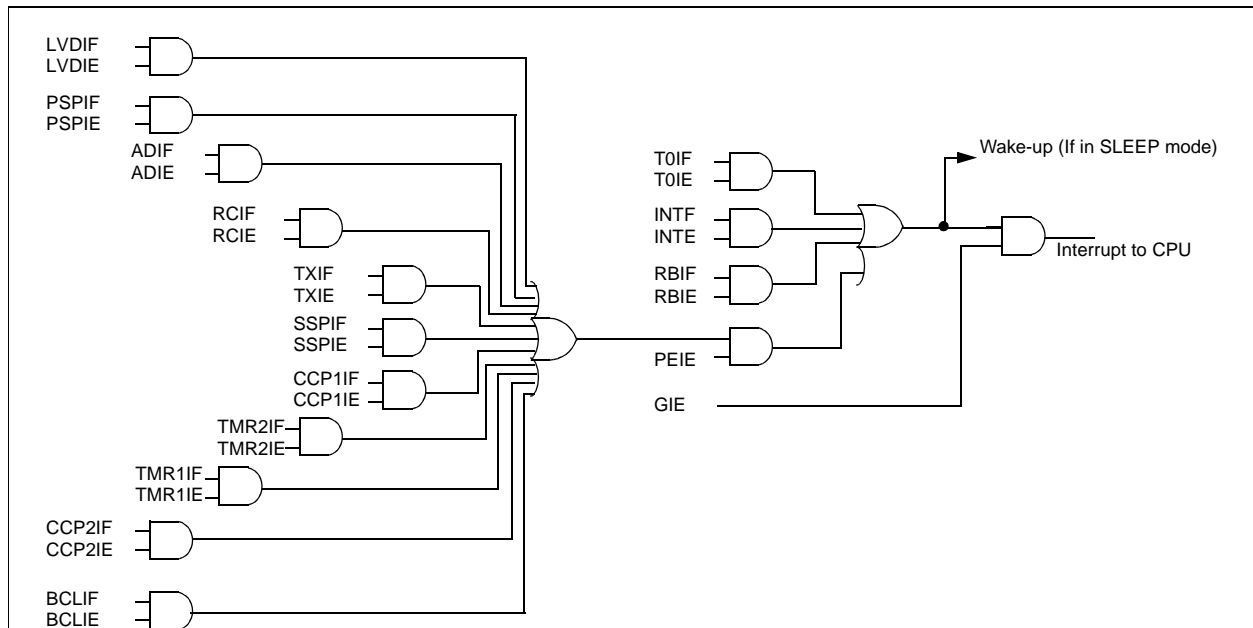 LVDIF
LVDIE
PSPIF
PSPIE
ADIF
ADIE
RCIF
RCIE
TXIF
TXIE
SSPIF
SSPIE
CCP1IF
CCP1IE
TMR2IF
TMR2IE
TMR1IF
TMR1IE
CCP2IF
CCP2IE
BCLIF
BCLIE
T0IF
T0IE
INTF
INTE
RBIF
RBIE
PEIE
GIE
Wake-up (If in SLEEP mode)
Interrupt to CPU